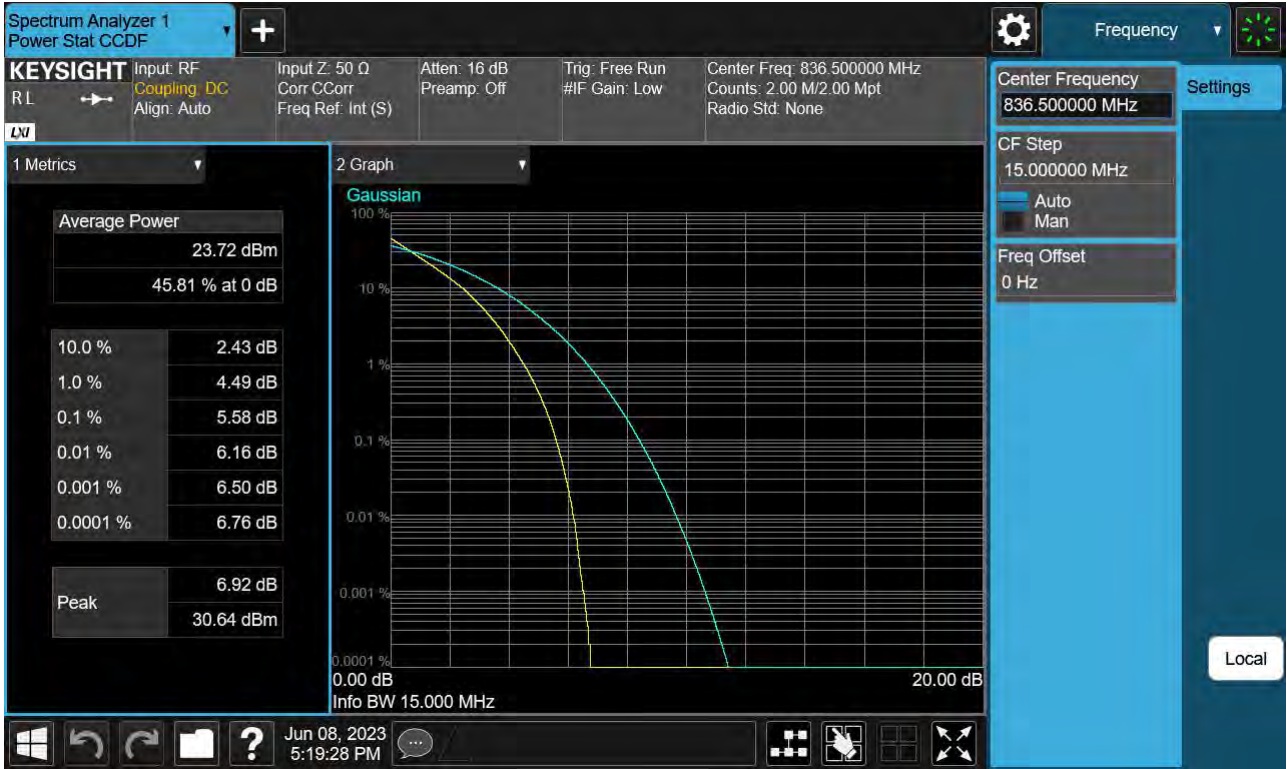 Spectrum Analyzer 1
Power Stat CCDF
Frequency
KEYSIGHT
RL
LXI
Input: RF
Coupling: DC
Align: Auto
Input Z: 50 Ω
Corr CCorr
Freq Ref: Int (S)
Atten: 16 dB
Preamp: Off
Trig: Free Run
#IF Gain: Low
Center Freq: 836.500000 MHz
Counts: 2.00 M/2.00 Mpt
Radio Std: None
Center Frequency
836.500000 MHz
Settings
CF Step
15.000000 MHz
Auto
Man
Freq Offset
0 Hz
Local
1 Metrics
Average Power
23.72 dBm
45.81 % at 0 dB
10.0 % 2.43 dB
1.0 % 4.49 dB
0.1 % 5.58 dB
0.01 % 6.16 dB
0.001 % 6.50 dB
0.0001 % 6.76 dB
Peak
6.92 dB
30.64 dBm
2 Graph
Gaussian
100 %
10 %
1 %
0.1 %
0.01 %
0.001 %
0.0001 %
0.00 dB
20.00 dB
Info BW 15.000 MHz
?
Jun 08, 2023
5:19:28 PM